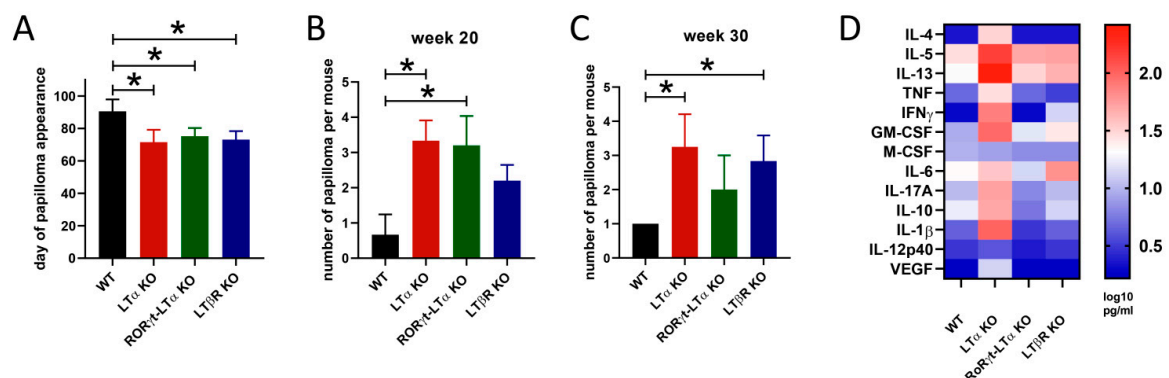 A
*
*
*
day of papilloma appearance
100
80
60
40
20
0
WT
LTα KO
RORγt-LTα KO
LTβR KO
B
week 20
*
*
number of papilloma per mouse
5
4
3
2
1
0
WT
LTα KO
RORγt-LTα KO
LTβR KO
C
week 30
*
*
number of papilloma per mouse
5
4
3
2
1
0
WT
LTα KO
RORγt-LTα KO
LTβR KO
D
IL-4
IL-5
IL-13
TNF
IFNγ
GM-CSF
M-CSF
IL-6
IL-17A
IL-10
IL-1β
IL-12p40
VEGF
WT
LTα KO
RoRγt-LTα KO
LTβR KO
2.0
1.5
1.0
0.5
log10
pg/ml